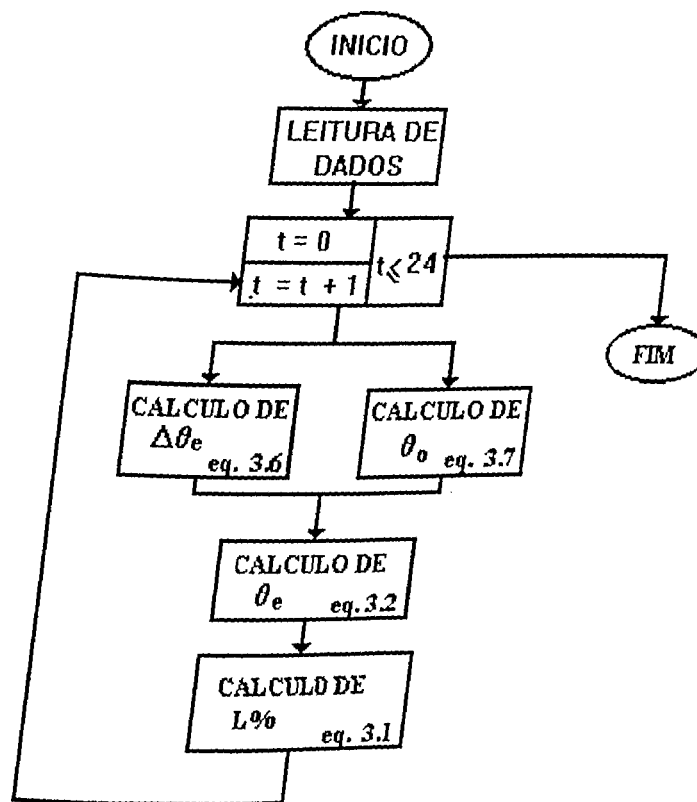 INICIO
LEITURA DE
DADOS
t = 0
t = t + 1
t ⩽ 24
FIM
CALCULO DE
Δθe
eq. 3.6
CALCULO DE
θo eq. 3.7
CALCULO DE
θe eq. 3.2
CALCULO DE
L%
eq. 3.1